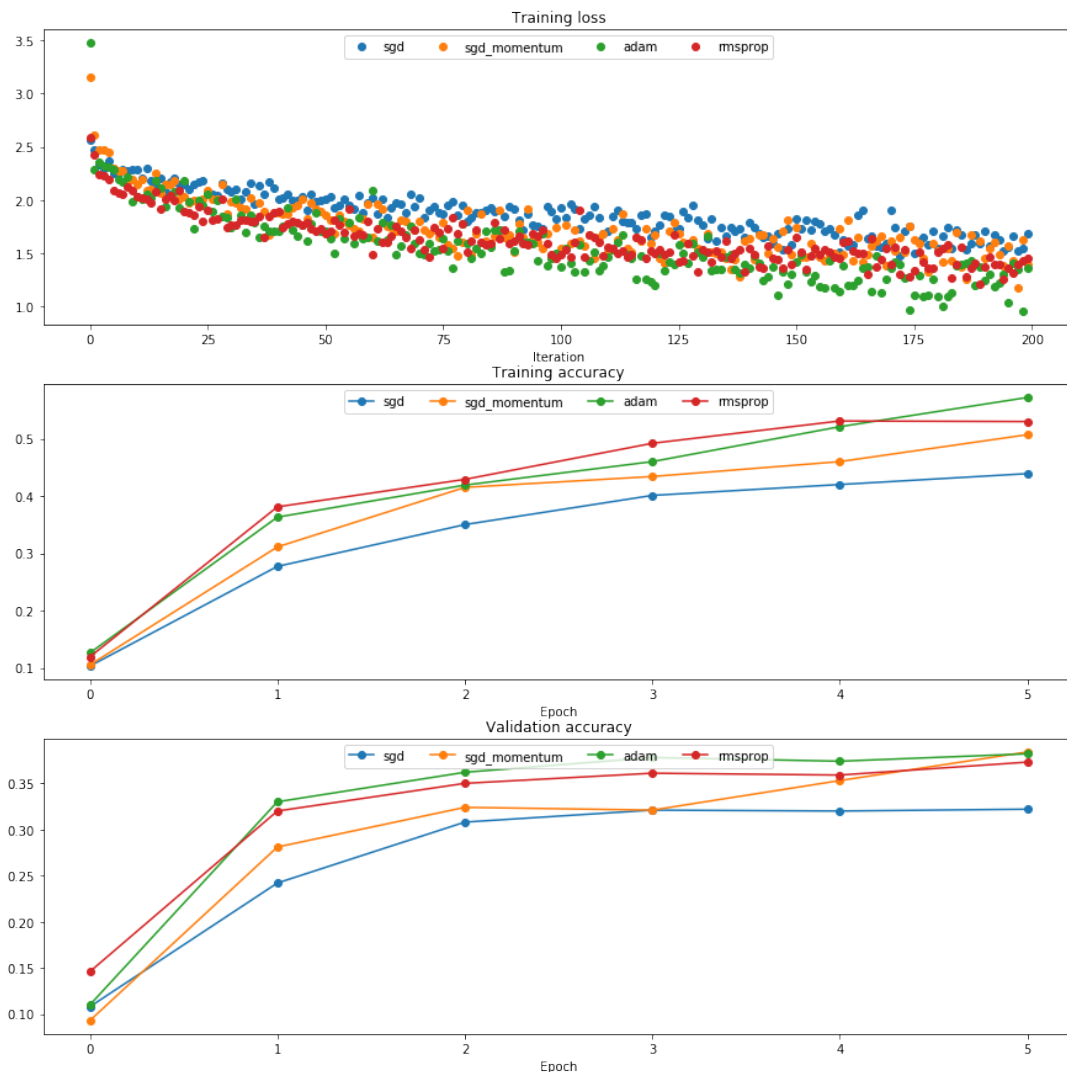 Training loss
sgd sgd_momentum adam rmsprop
3.5
3.0
2.5
2.0
1.5
1.0
0 25 50 75 100 125 150 175 200
Iteration
Training accuracy
sgd sgd_momentum adam rmsprop
0.5
0.4
0.3
0.2
0.1
0 1 2 3 4 5
Epoch
Validation accuracy
sgd sgd_momentum adam rmsprop
0.35
0.30
0.25
0.20
0.15
0.10
0 1 2 3 4 5
Epoch